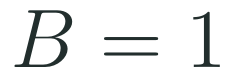 B = 1